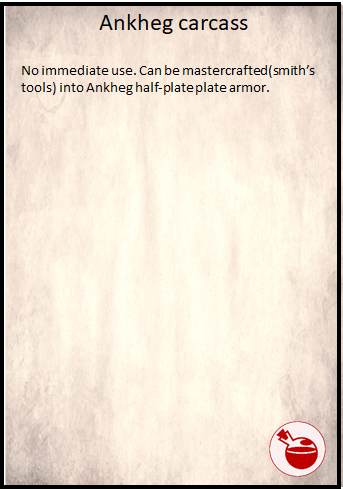 Ankheg carcass
No immediate use. Can be mastercrafted(smith’s
tools) into Ankheg half-plate plate armor.